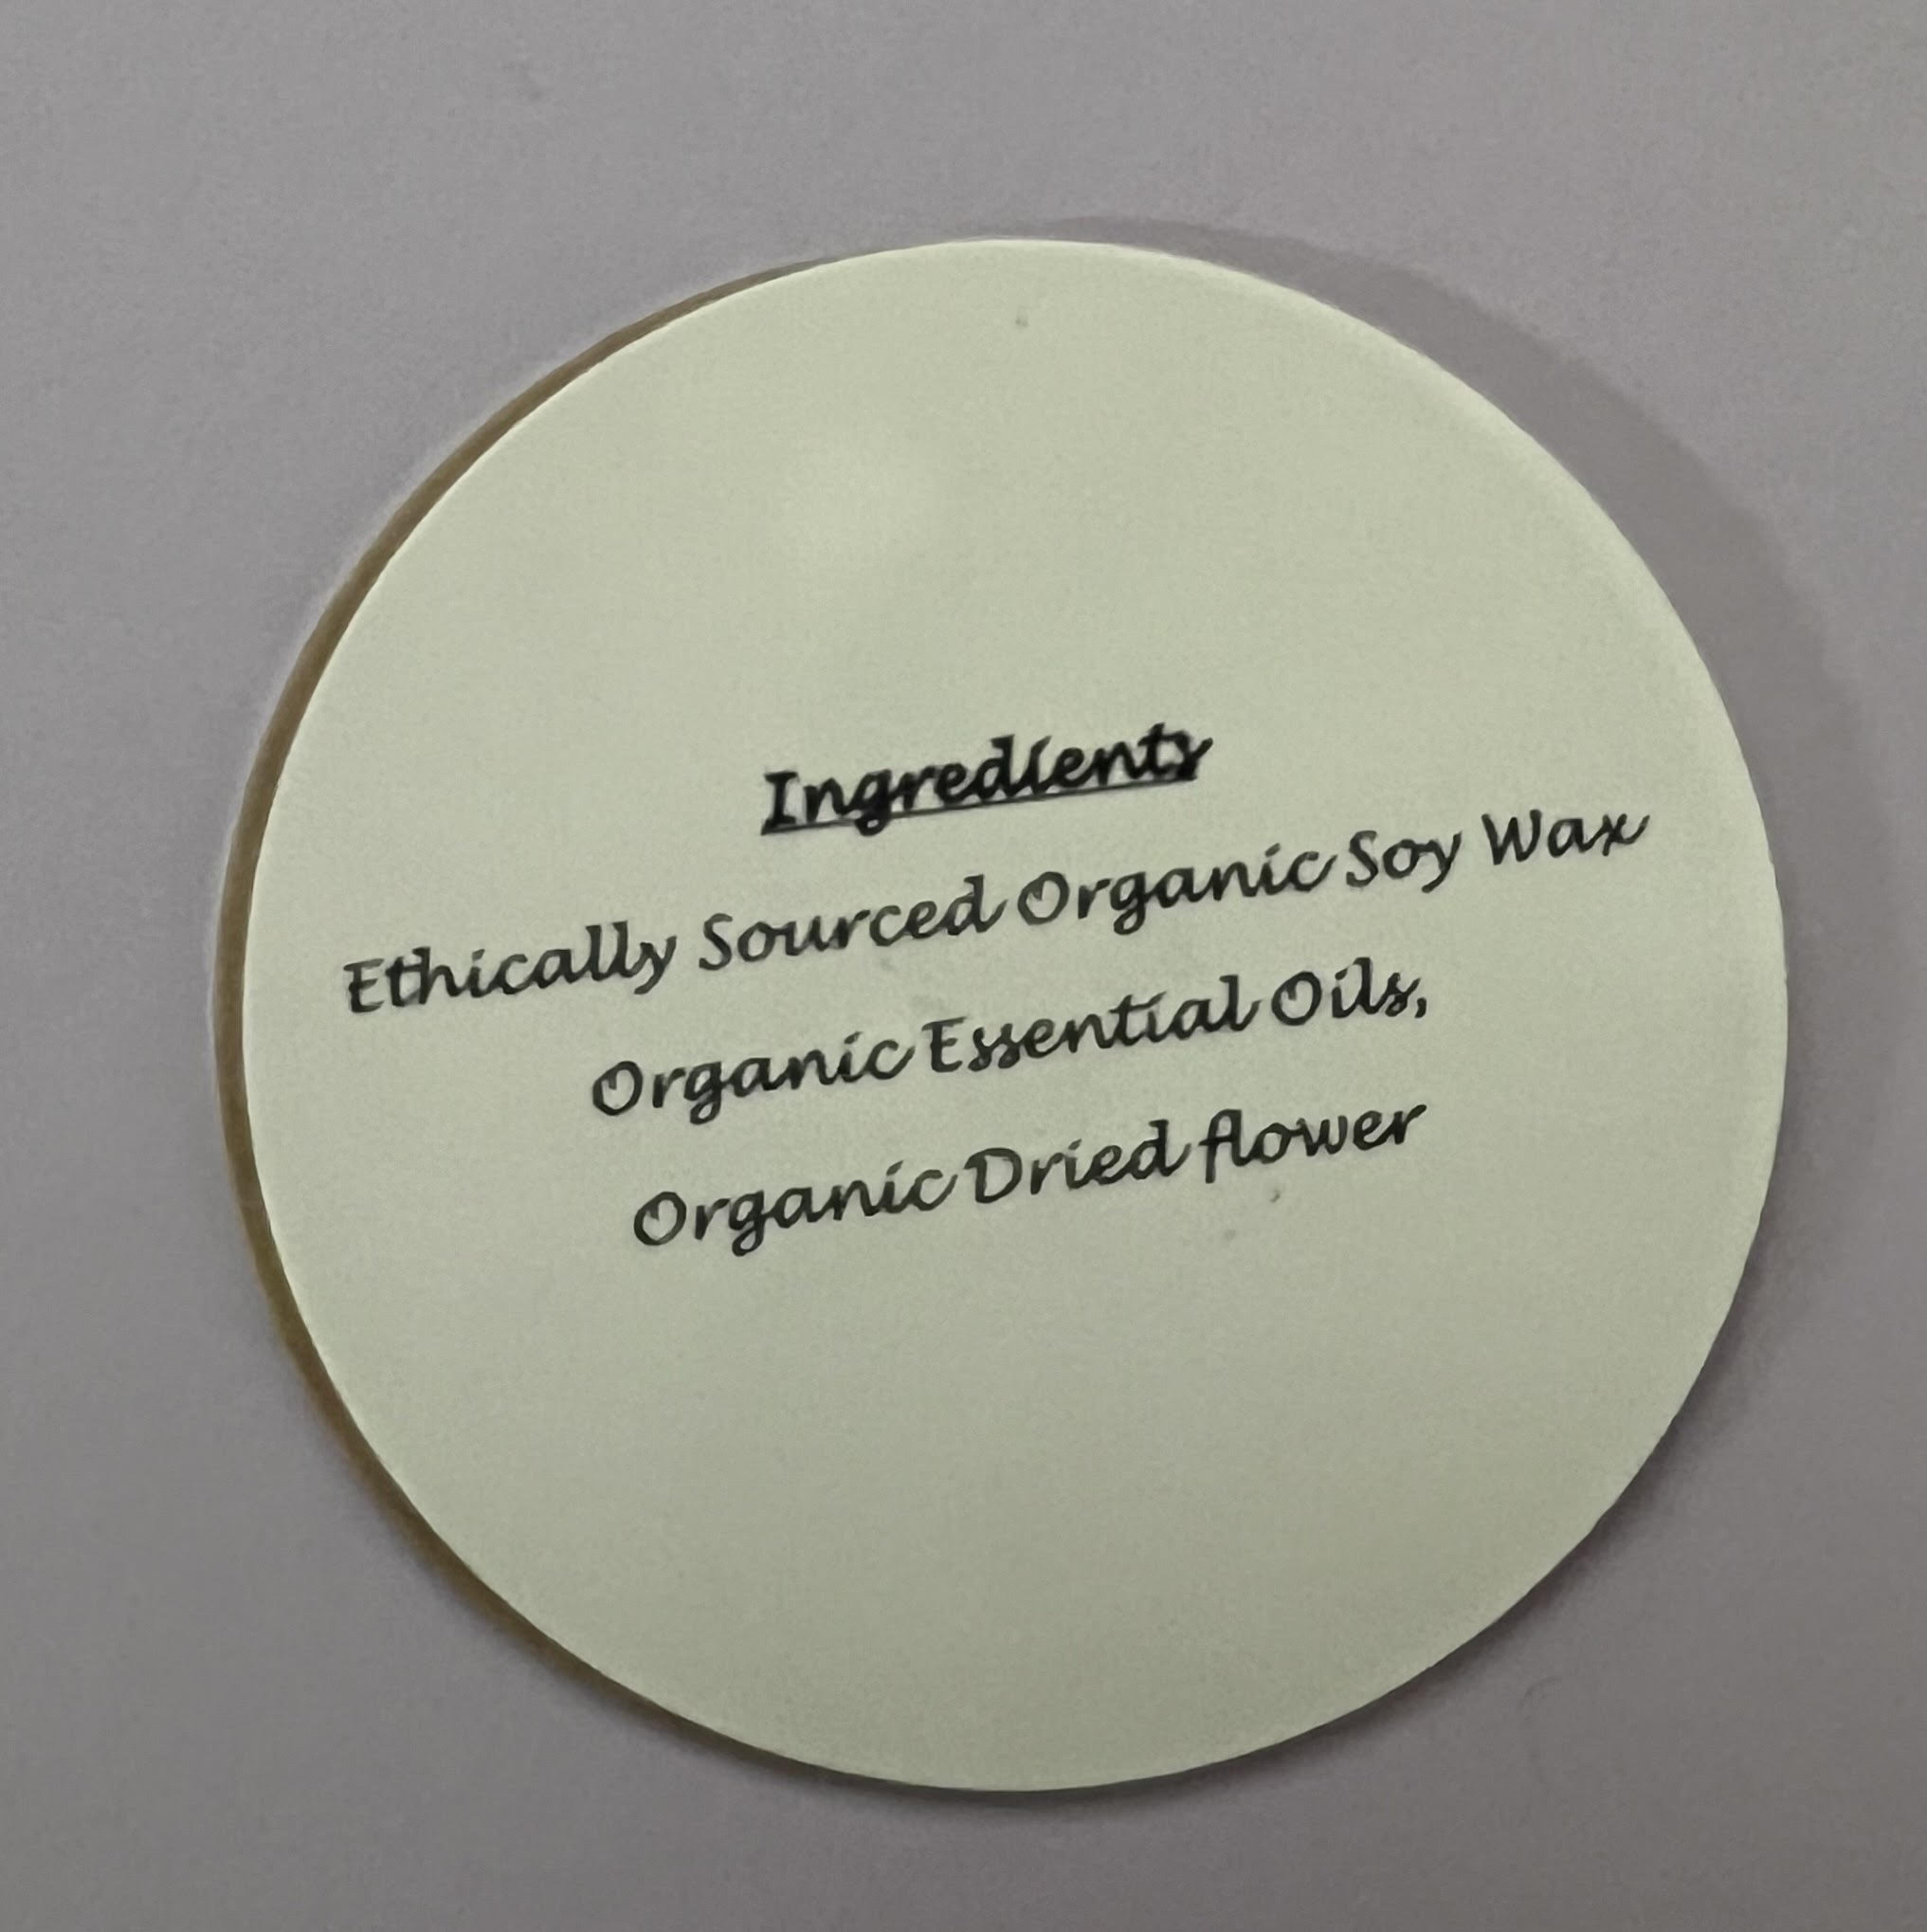 Ingredients
Ethically Sourced Organic Soy Wax
Organic Essential Oils,
Organic Dried flower